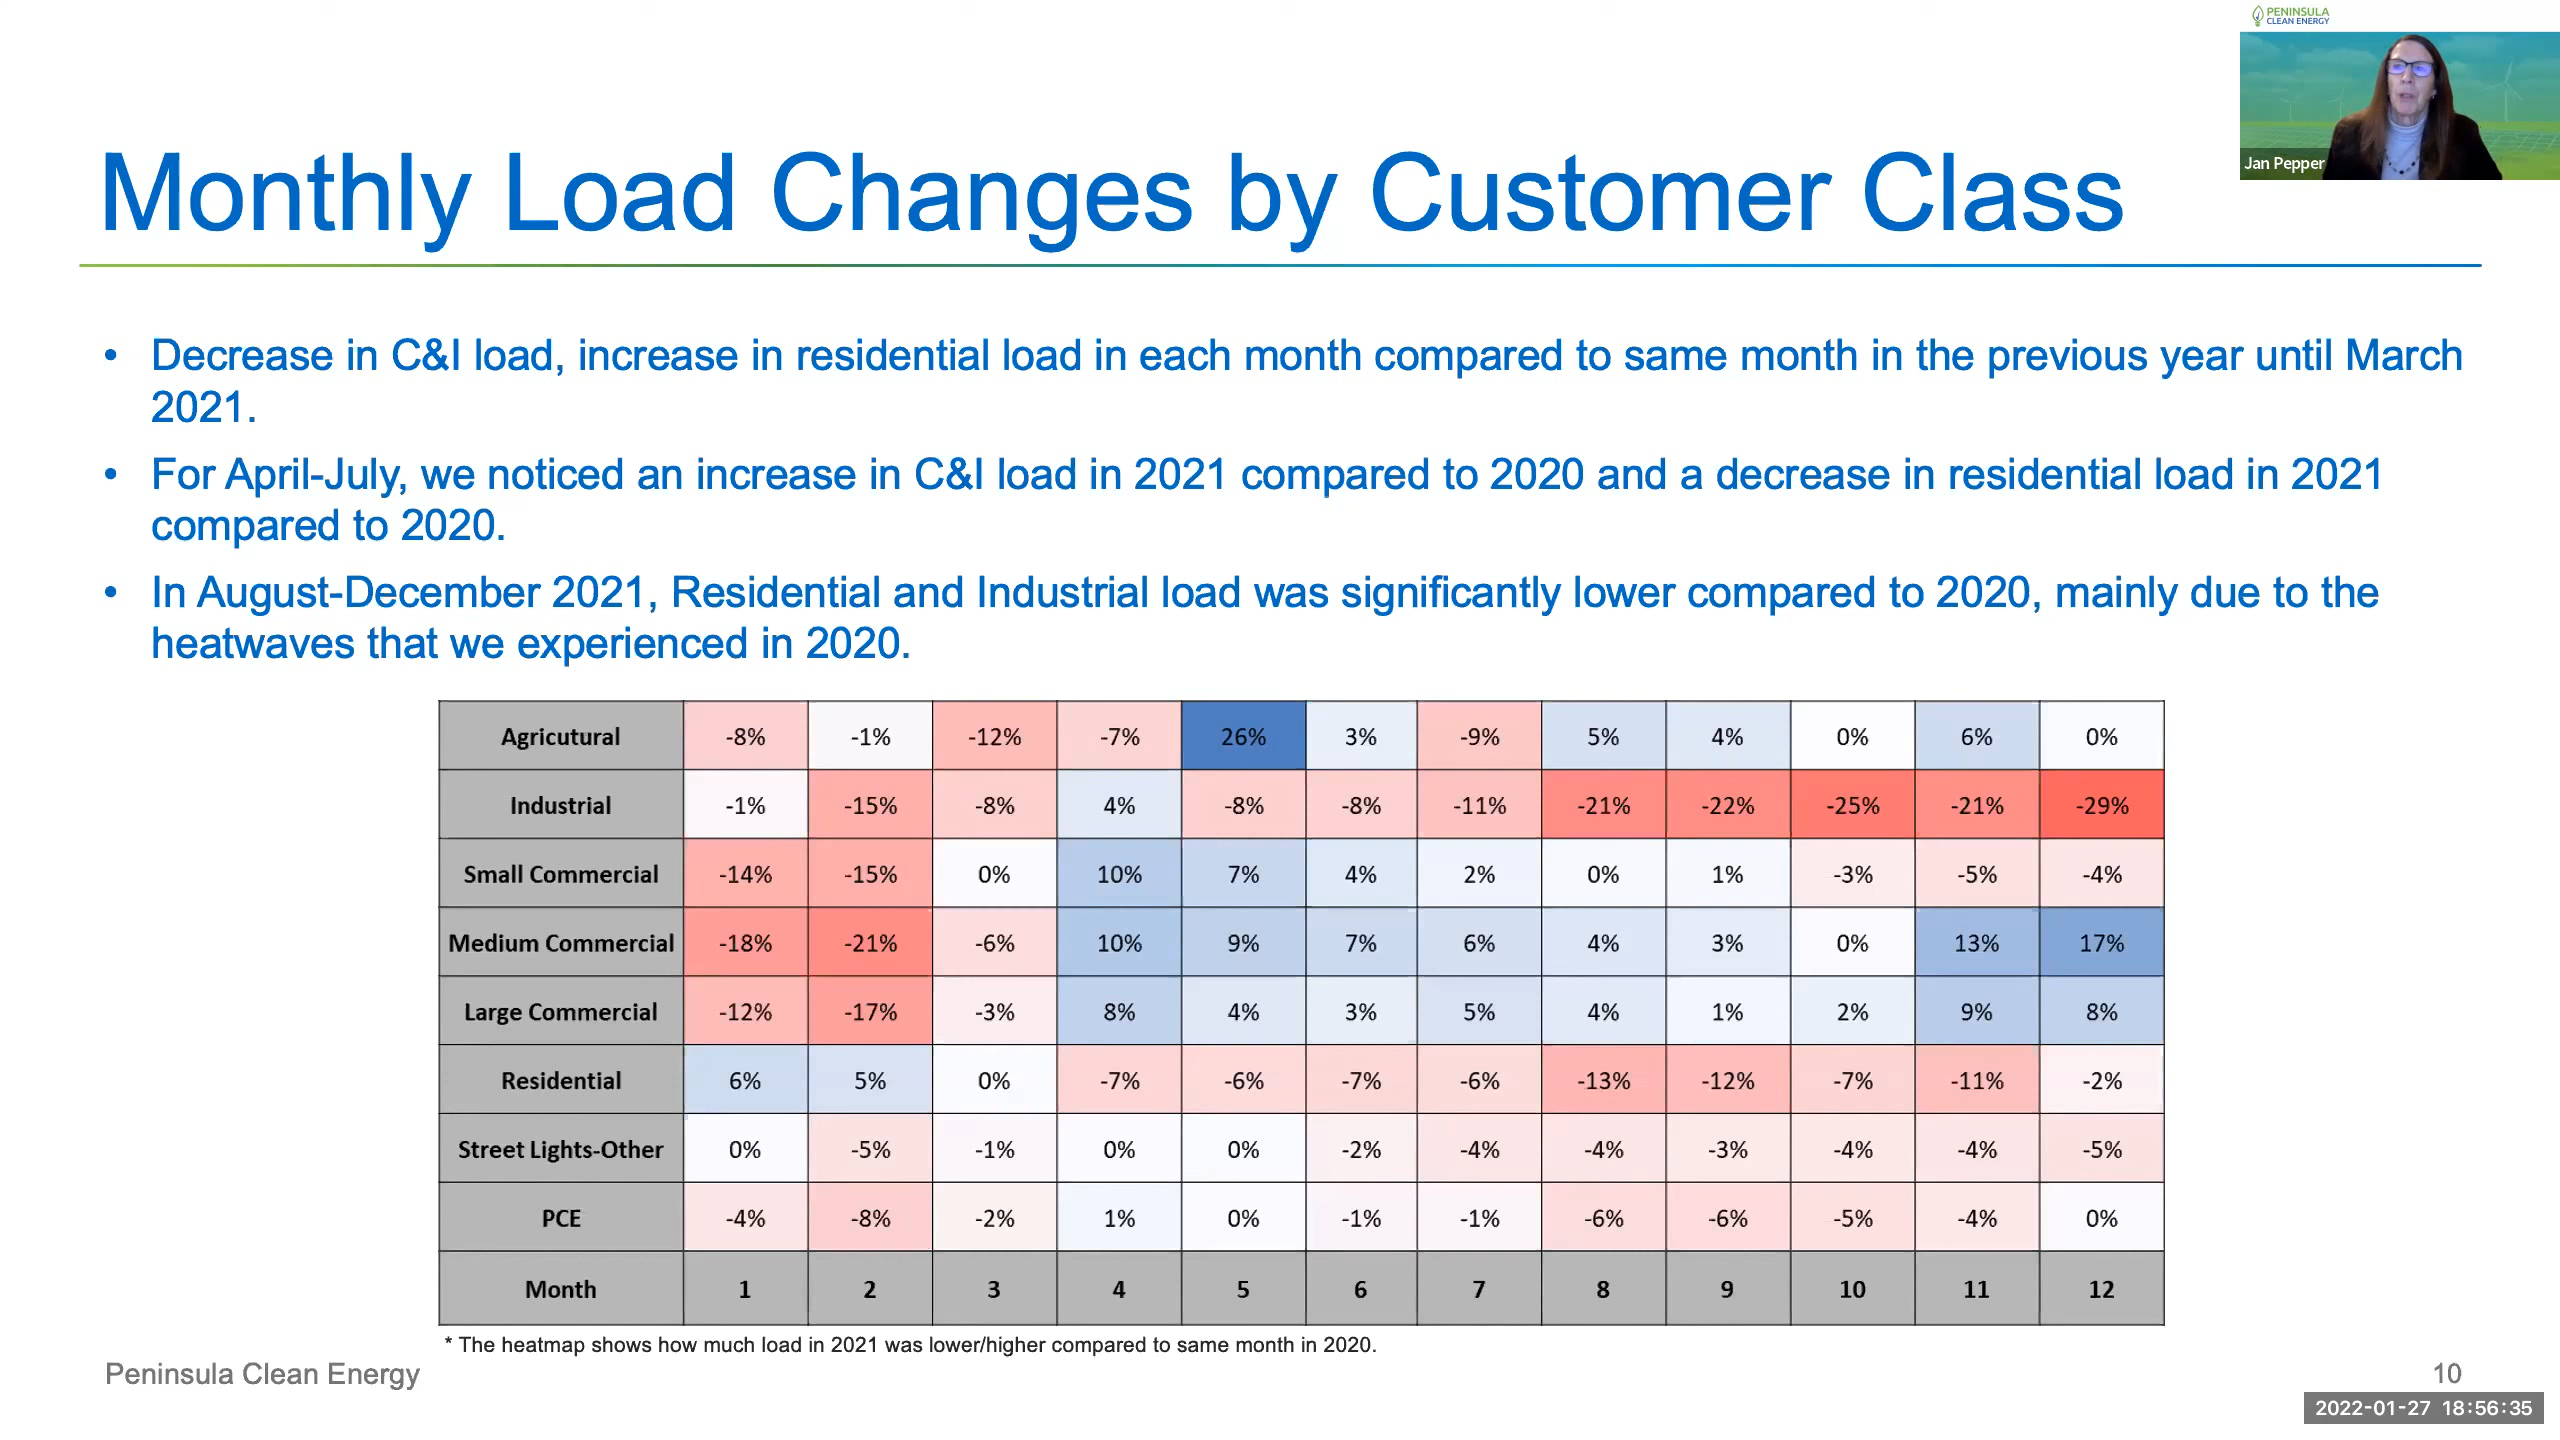 PENINSULA
CLEAN ENERGY
Jan Pepper
Monthly Load Changes by Customer Class
• Decrease in C&I load, increase in residential load in each month compared to same month in the previous year until March
2021.
• For April-July, we noticed an increase in C&I load in 2021 compared to 2020 and a decrease in residential load in 2021
compared to 2020.
• In August-December 2021, Residential and Industrial load was significantly lower compared to 2020, mainly due to the
heatwaves that we experienced in 2020.
Agricutural -8% -1% -12% -7% 26% 3% -9% 5% 4% 0% 6% 0%
Industrial -1% -15% -8% 4% -8% -8% -11% -21% -22% -25% -21% -29%
Small Commercial -14% -15% 0% 10% 7% 4% 2% 0% 1% -3% -5% -4%
Medium Commercial -18% -21% -6% 10% 9% 7% 6% 4% 3% 0% 13% 17%
Large Commercial -12% -17% -3% 8% 4% 3% 5% 4% 1% 2% 9% 8%
Residential 6% 5% 0% -7% -6% -7% -6% -13% -12% -7% -11% -2%
Street Lights-Other 0% -5% -1% 0% 0% -2% -4% -4% -3% -4% -4% -5%
PCE -4% -8% -2% 1% 0% -1% -1% -6% -6% -5% -4% 0%
Month 1 2 3 4 5 6 7 8 9 10 11 12
* The heatmap shows how much load in 2021 was lower/higher compared to same month in 2020.
Peninsula Clean Energy
10
2022-01-27 18:56:35